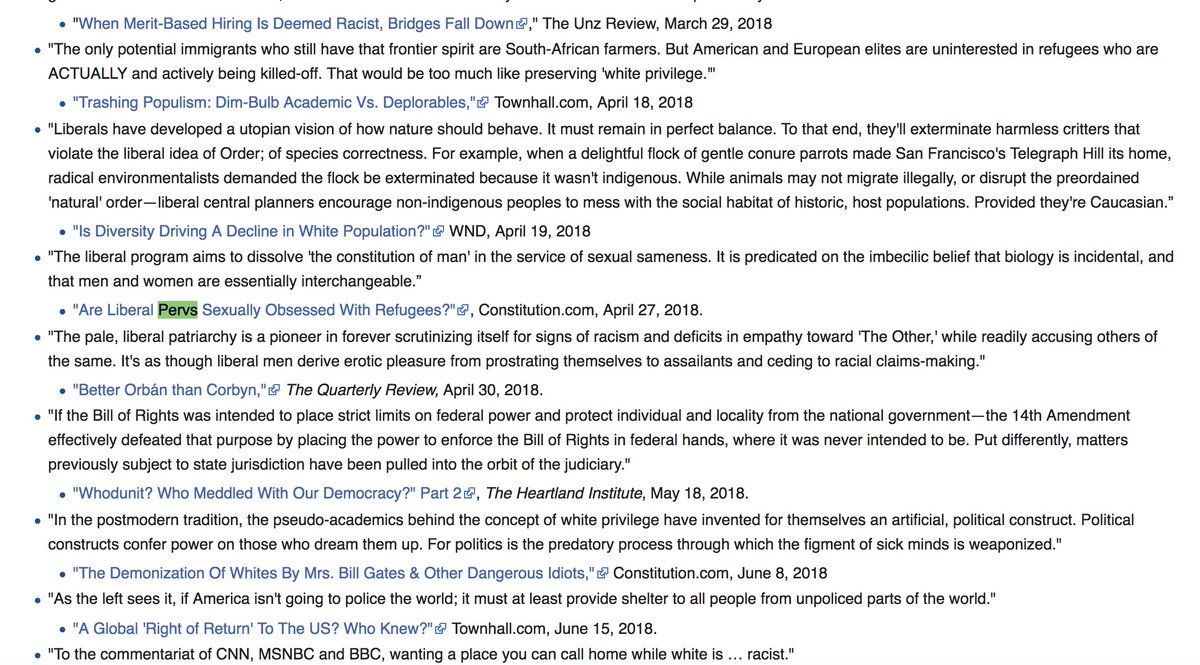 "When Merit-Based Hiring Is Deemed Racist, Bridges Fall Down," The Unz Review, March 29, 2018
"The only potential immigrants who still have that frontier spirit are South-African farmers. But American and European elites are uninterested in refugees who are
ACTUALLY and actively being killed-off. That would be too much like preserving 'white privilege.'"
"Trashing Populism: Dim-Bulb Academic Vs. Deplorables," Townhall.com, April 18, 2018
"Liberals have developed a utopian vision of how nature should behave. It must remain in perfect balance. To that end, they'll exterminate harmless critters that
violate the liberal idea of Order; of species correctness. For example, when a delightful flock of gentle conure parrots made San Francisco's Telegraph Hill its home,
radical environmentalists demanded the flock be exterminated because it wasn't indigenous. While animals may not migrate illegally, or disrupt the preordained
'natural' order—liberal central planners encourage non-indigenous peoples to mess with the social habitat of historic, host populations. Provided they're Caucasian.”
"Is Diversity Driving A Decline in White Population?" WND, April 19, 2018
"The liberal program aims to dissolve 'the constitution of man' in the service of sexual sameness. It is predicated on the imbecilic belief that biology is incidental, and
that men and women are essentially interchangeable.”
"Are Liberal Pervs Sexually Obsessed With Refugees?", Constitution.com, April 27, 2018.
"The pale, liberal patriarchy is a pioneer in forever scrutinizing itself for signs of racism and deficits in empathy toward 'The Other,' while readily accusing others of
the same. It's as though liberal men derive erotic pleasure from prostrating themselves to assailants and ceding to racial claims-making."
"Better Orbán than Corbyn," The Quarterly Review, April 30, 2018.
"If the Bill of Rights was intended to place strict limits on federal power and protect individual and locality from the national government—the 14th Amendment
effectively defeated that purpose by placing the power to enforce the Bill of Rights in federal hands, where it was never intended to be. Put differently, matters
previously subject to state jurisdiction have been pulled into the orbit of the judiciary."
"Whodunit? Who Meddled With Our Democracy?" Part 2, The Heartland Institute, May 18, 2018.
"In the postmodern tradition, the pseudo-academics behind the concept of white privilege have invented for themselves an artificial, political construct. Political
constructs confer power on those who dream them up. For politics is the predatory process through which the figment of sick minds is weaponized."
"The Demonization Of Whites By Mrs. Bill Gates & Other Dangerous Idiots," Constitution.com, June 8, 2018
"As the left sees it, if America isn't going to police the world; it must at least provide shelter to all people from unpoliced parts of the world."
"A Global 'Right of Return' To The US? Who Knew?" Townhall.com, June 15, 2018.
"To the commentariat of CNN, MSNBC and BBC, wanting a place you can call home while white is … racist."